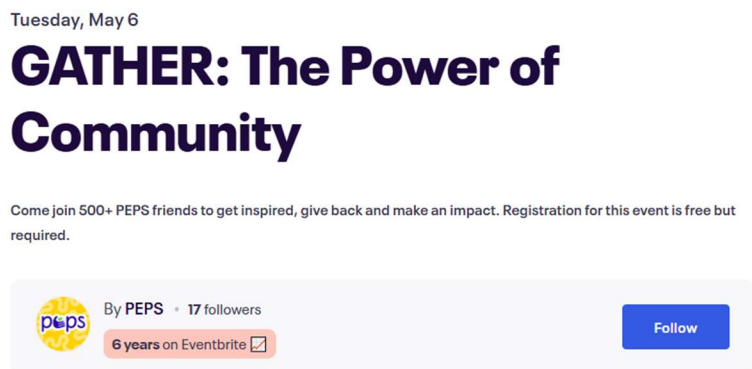 Tuesday, May 6
GATHER: The Power of
Community
Come join 500+ PEPS friends to get inspired, give back and make an impact. Registration for this event is free but
required.
peps
By PEPS • 17 followers
Follow
6 years on Eventbrite 📈